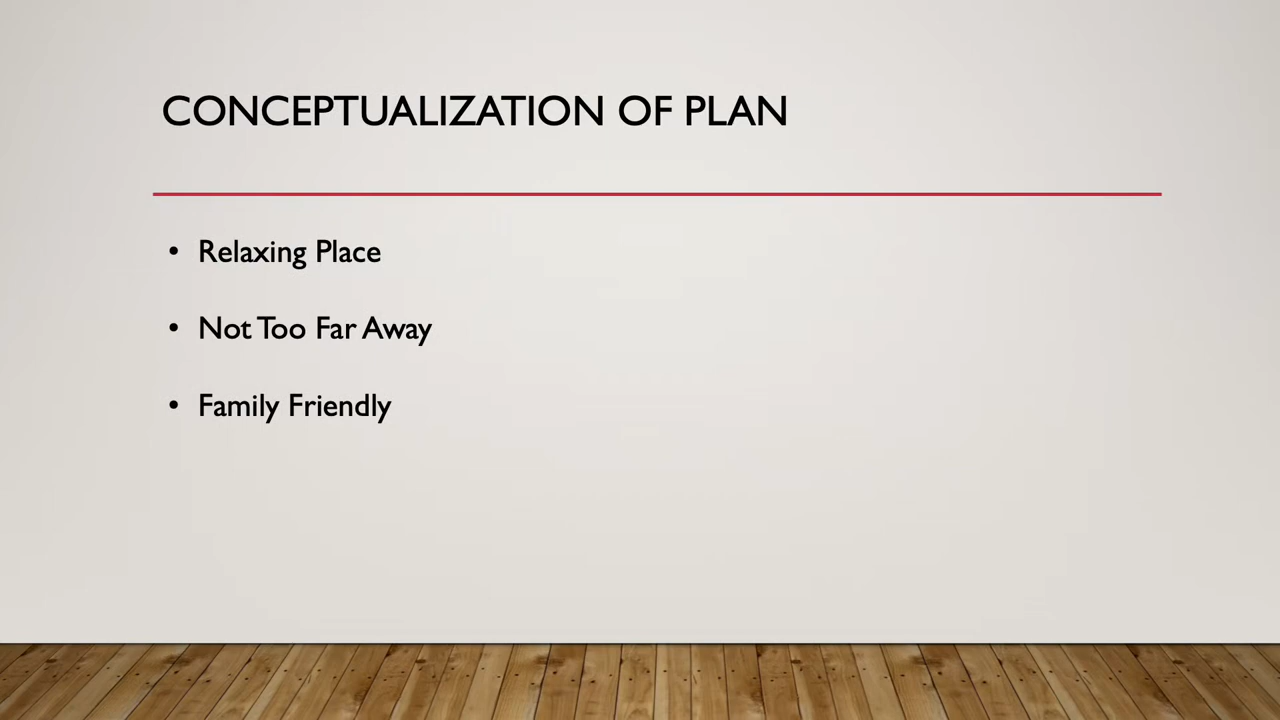 CONCEPTUALIZATION OF PLAN
• Relaxing Place
• Not Too Far Away
• Family Friendly